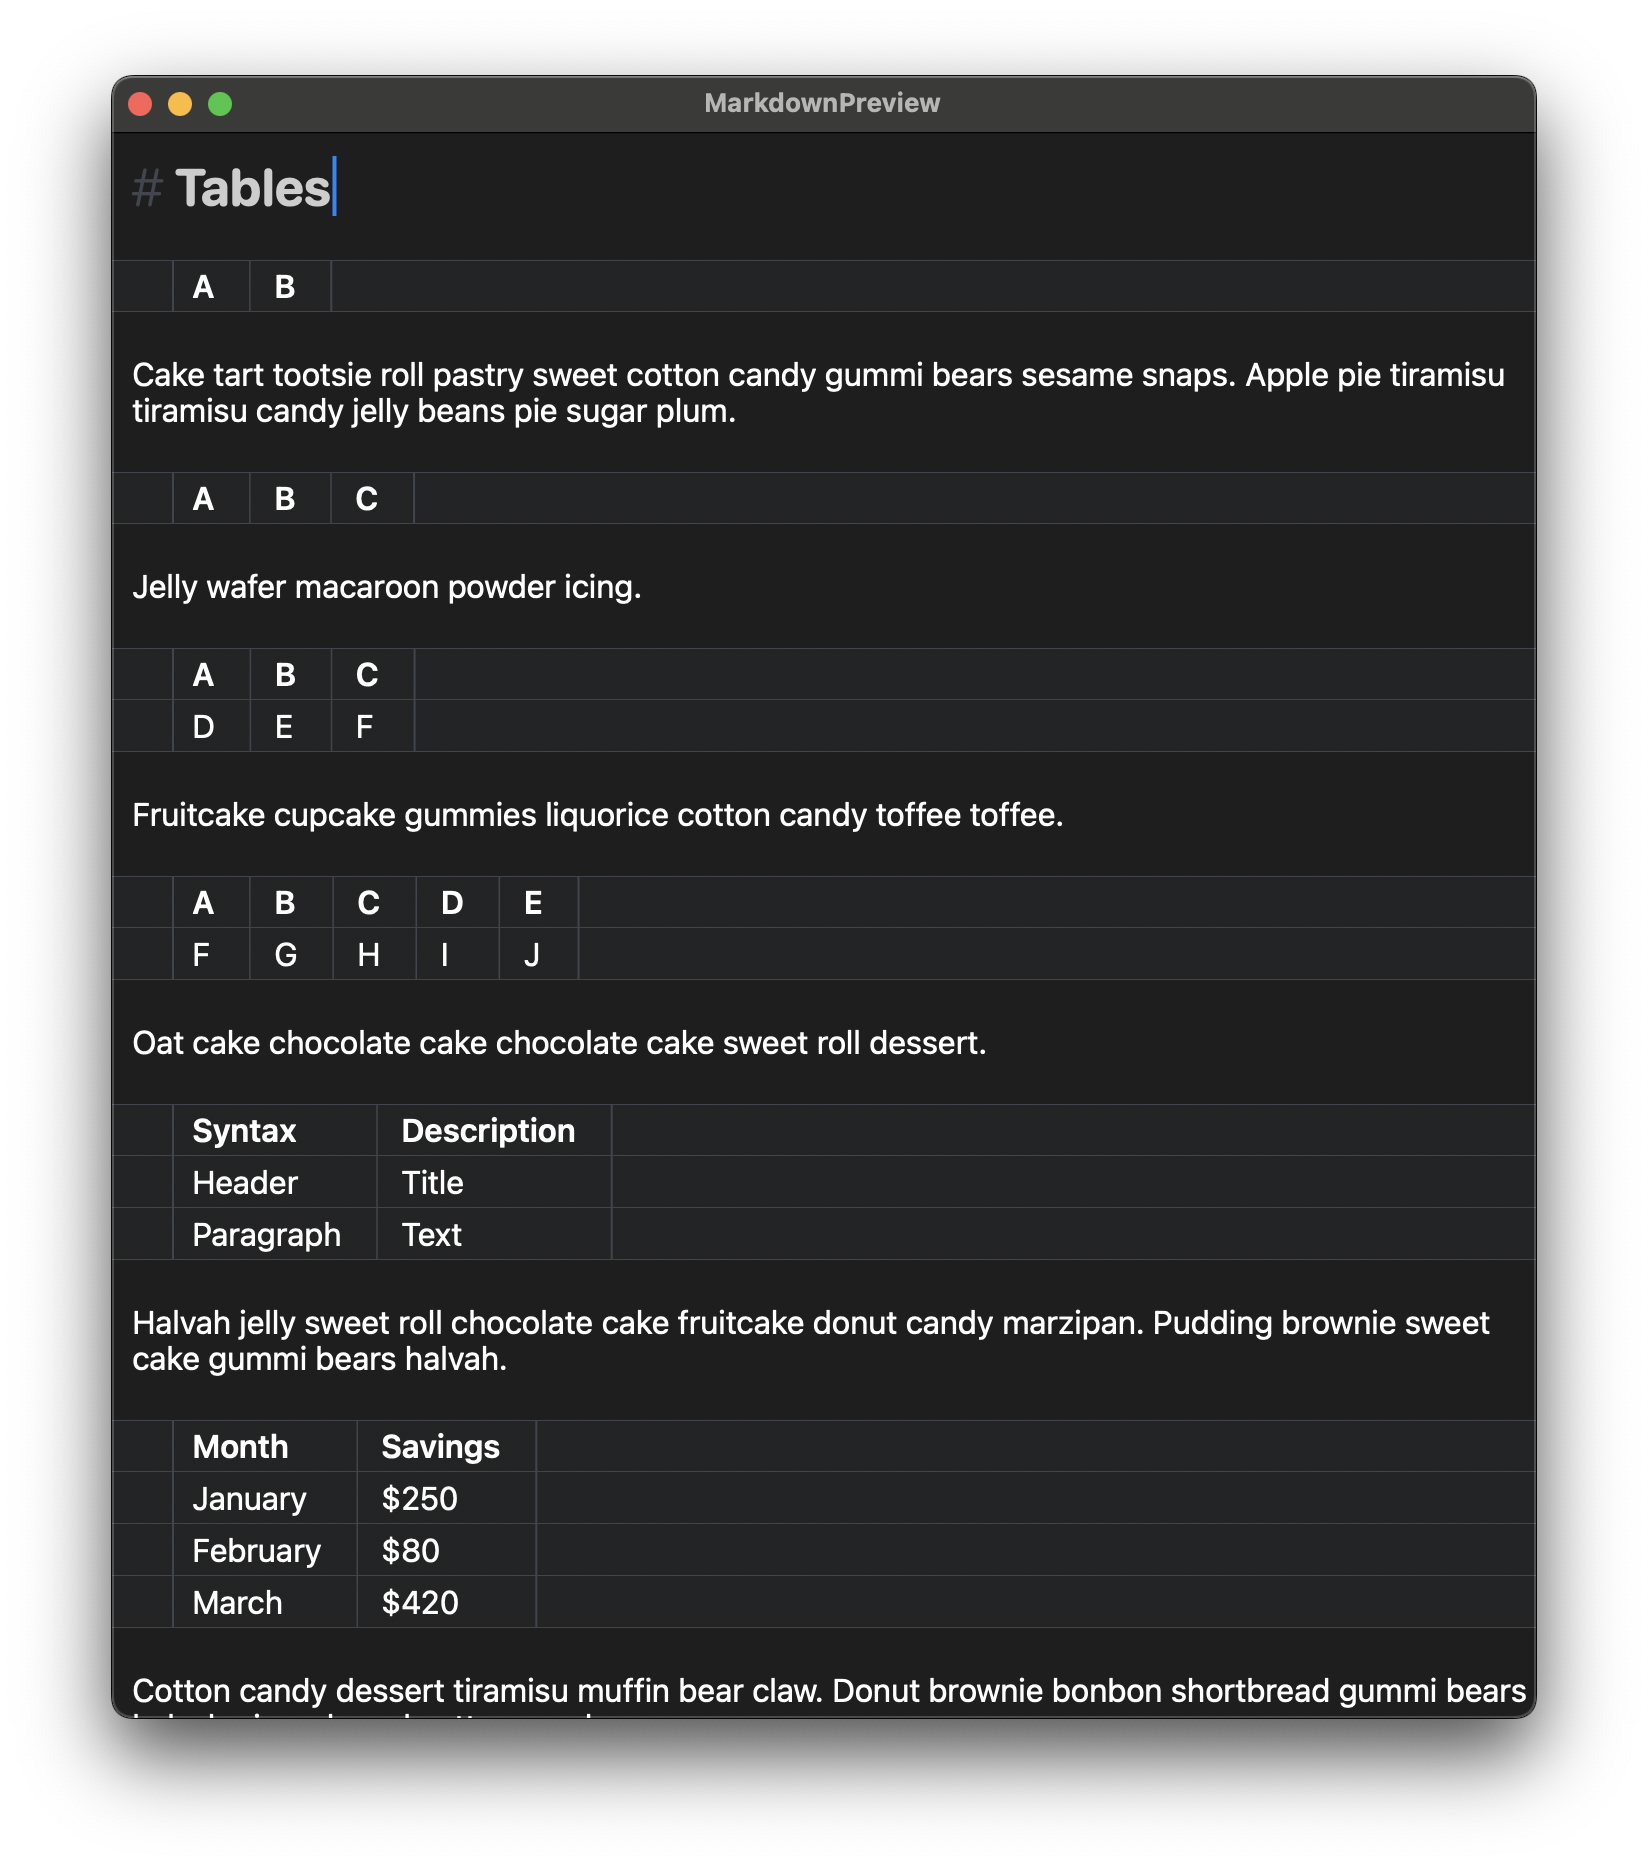 MarkdownPreview
# Tables
A B
Cake tart tootsie roll pastry sweet cotton candy gummi bears sesame snaps. Apple pie tiramisu
tiramisu candy jelly beans pie sugar plum.
A B C
Jelly wafer macaroon powder icing.
A B C
D E F
Fruitcake cupcake gummies liquorice cotton candy toffee toffee.
A B C D E
F G H I J
Oat cake chocolate cake chocolate cake sweet roll dessert.
Syntax Description
Header Title
Paragraph Text
Halvah jelly sweet roll chocolate cake fruitcake donut candy marzipan. Pudding brownie sweet
cake gummi bears halvah.
Month Savings
January $250
February $80
March $420
Cotton candy dessert tiramisu muffin bear claw. Donut brownie bonbon shortbread gummi bears